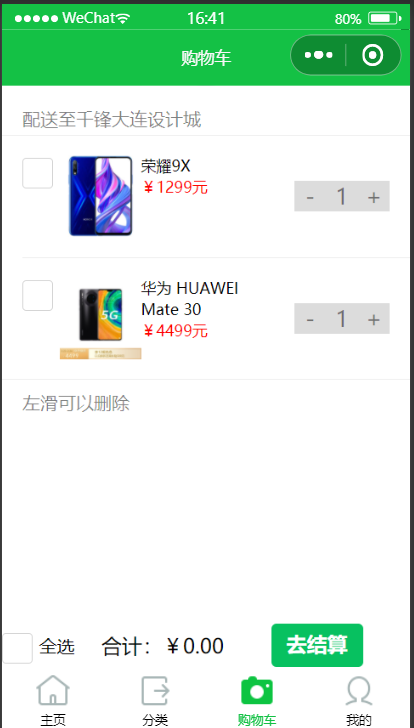 WeChat 16:41 80%
购物车
配送至千锋大连设计城
荣耀9X
￥1299元
- 1 +
华为 HUAWEI
Mate 30
￥4499元
- 1 +
5G
左滑可以删除
全选 合计：￥0.00 去结算
主页 分类 购物车 我的